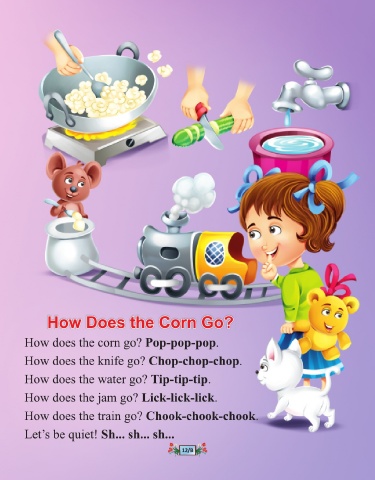 How Does the Corn Go?
How does the corn go? Pop-pop-pop.
How does the knife go? Chop-chop-chop.
How does the water go? Tip-tip-tip.
How does the jam go? Lick-lick-lick.
How does the train go? Chook-chook-chook.
Let's be quiet! Sh... sh... sh...
12/8